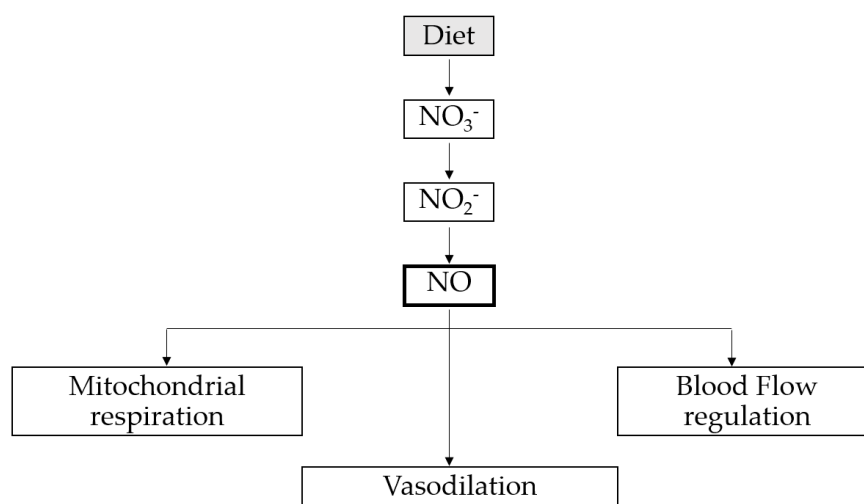 Diet
NO₃⁻
NO₂⁻
NO
Mitochondrial
respiration
Blood Flow
regulation
Vasodilation